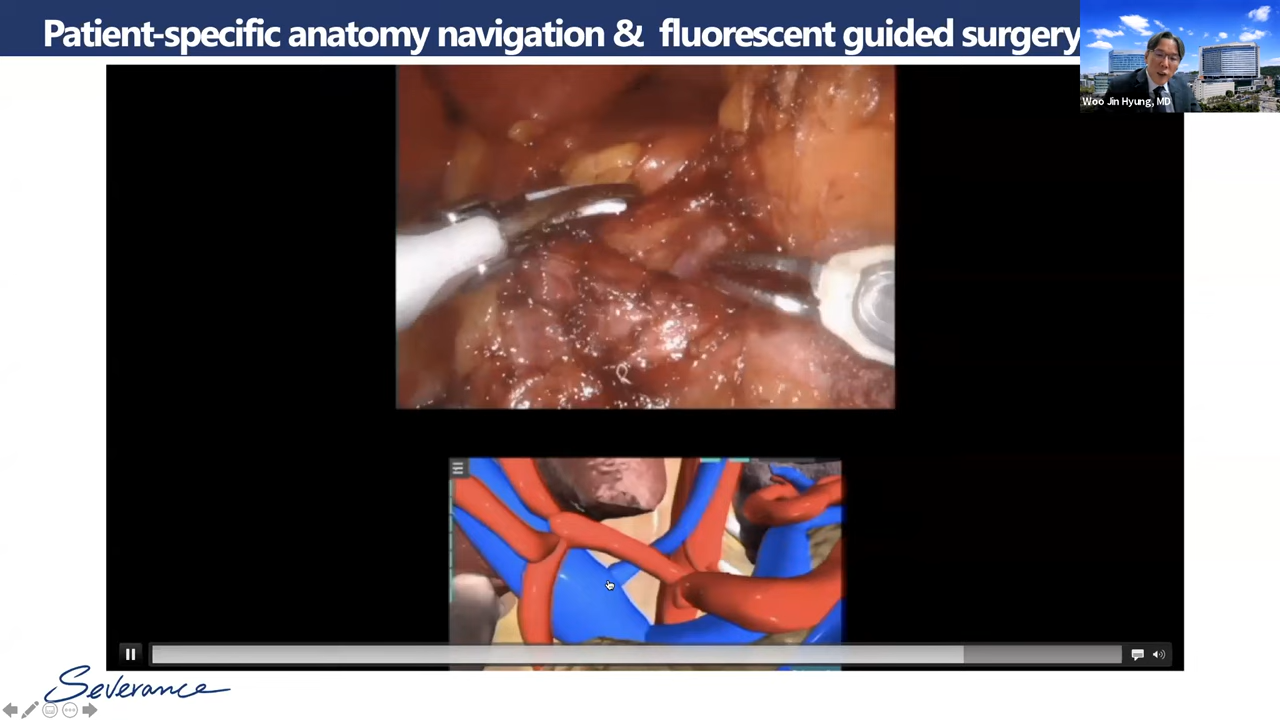 Patient-specific anatomy navigation & fluorescent guided surgery
Woo Jin Hyung, MD
Severance